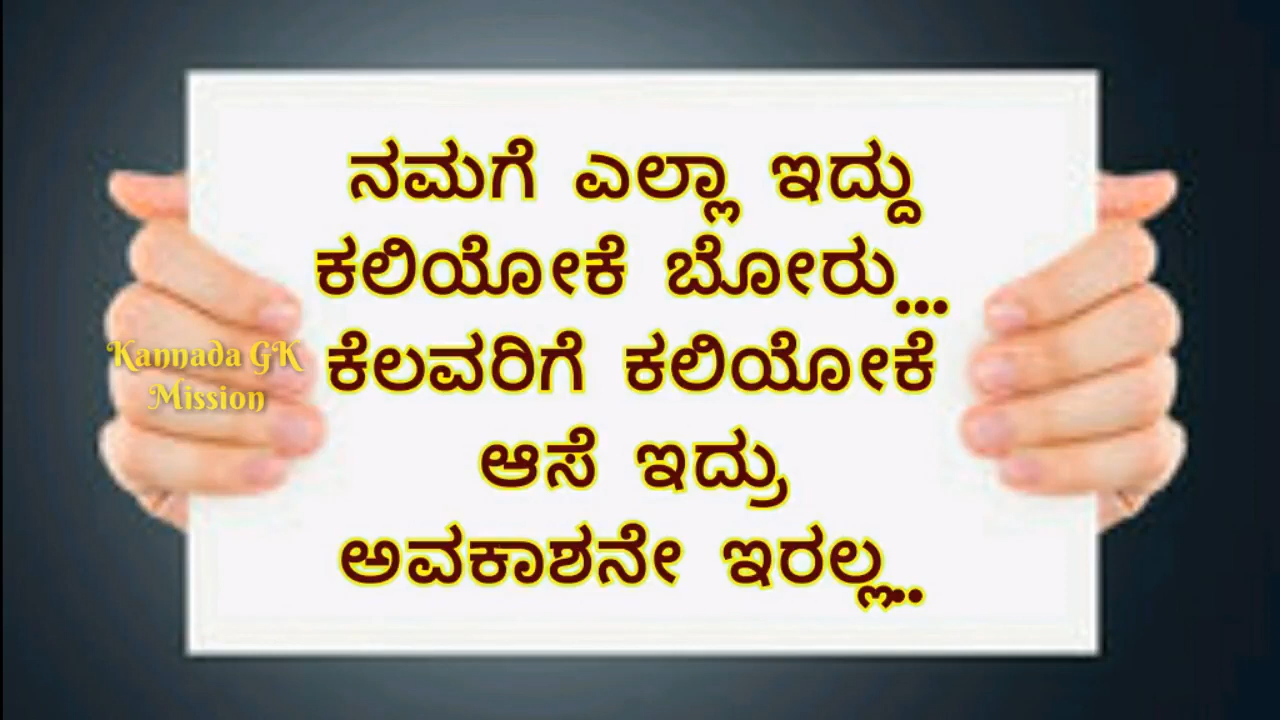 ನಮಗೆ ಎಲ್ಲಾ ಇದ್ದು
ಕಲಿಯೋಕೆ ಬೋರು...
ಕೆಲವರಿಗೆ ಕಲಿಯೋಕೆ
ಆಸೆ ಇದ್ರು
ಅವಕಾಶನೇ ಇರಲ್ಲ..
Kannada GK
Mission